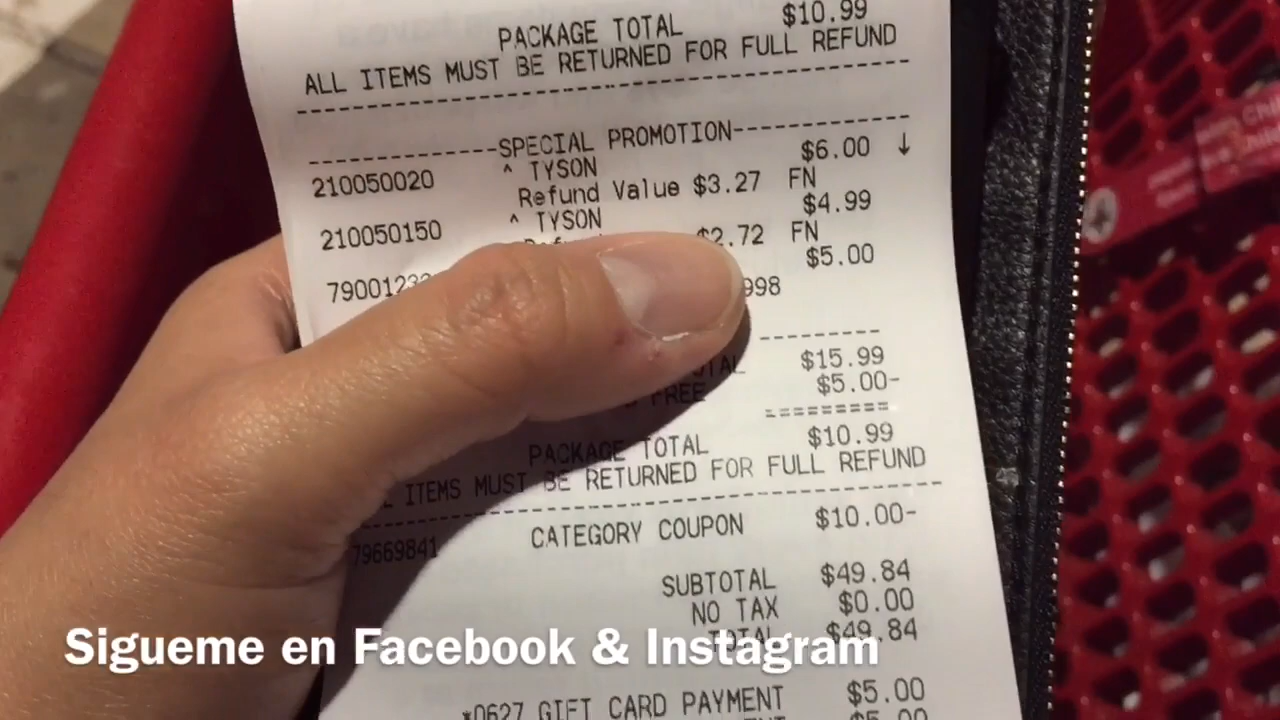 PACKAGE TOTAL $10.99
ALL ITEMS MUST BE RETURNED FOR FULL REFUND
SPECIAL PROMOTION
210050020 ^ TYSON $6.00 ↓
Refund Value $3.27 FN
210050150 ^ TYSON $4.99
$2.72 FN
$5.00
$15.99
FREE $5.00-
PACKAGE TOTAL $10.99
ITEMS MUST BE RETURNED FOR FULL REFUND
79669841 CATEGORY COUPON $10.00-
SUBTOTAL $49.84
NO TAX $0.00
TOTAL $49.84
Sigueme en Facebook & Instagram
*0627 GIFT CARD PAYMENT $5.00